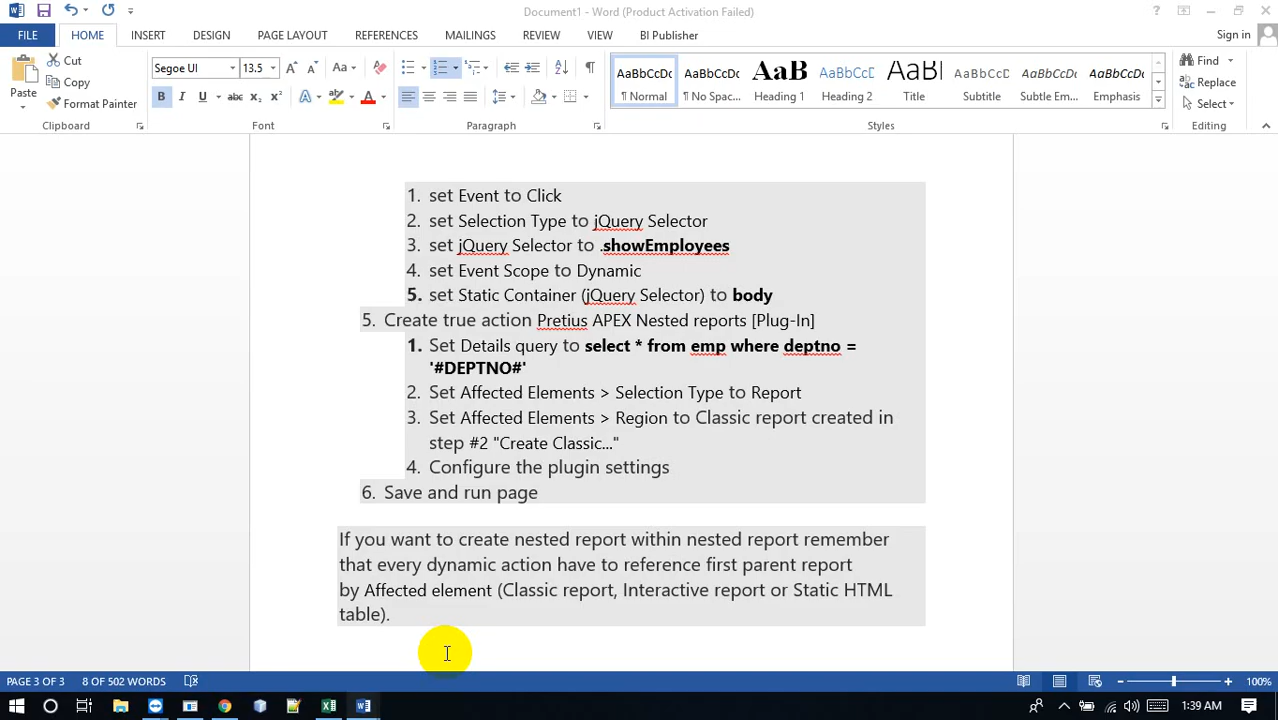 Document1 - Word (Product Activation Failed)
FILE HOME INSERT DESIGN PAGE LAYOUT REFERENCES MAILINGS REVIEW VIEW BI Publisher Sign in
Paste Cut Copy Format Painter
Clipboard
Segoe UI 13.5
Font
Paragraph
AaBbCcDc AaBbCcDc AaB AaBbCcDc AaBl AaBbCcDc AaBbCcDc AaBbCcDc
¶ Normal ¶ No Spac... Heading 1 Heading 2 Title Subtitle Subtle Em... Emphasis
Styles
Find Replace Select
Editing
1. set Event to Click
2. set Selection Type to jQuery Selector
3. set jQuery Selector to .showEmployees
4. set Event Scope to Dynamic
5. set Static Container (jQuery Selector) to body
5. Create true action Pretius APEX Nested reports [Plug-In]
1. Set Details query to select * from emp where deptno =
'#DEPTNO#'
2. Set Affected Elements > Selection Type to Report
3. Set Affected Elements > Region to Classic report created in
step #2 "Create Classic..."
4. Configure the plugin settings
6. Save and run page
If you want to create nested report within nested report remember
that every dynamic action have to reference first parent report
by Affected element (Classic report, Interactive report or Static HTML
table).
PAGE 3 OF 3 8 OF 502 WORDS 100%
1:39 AM